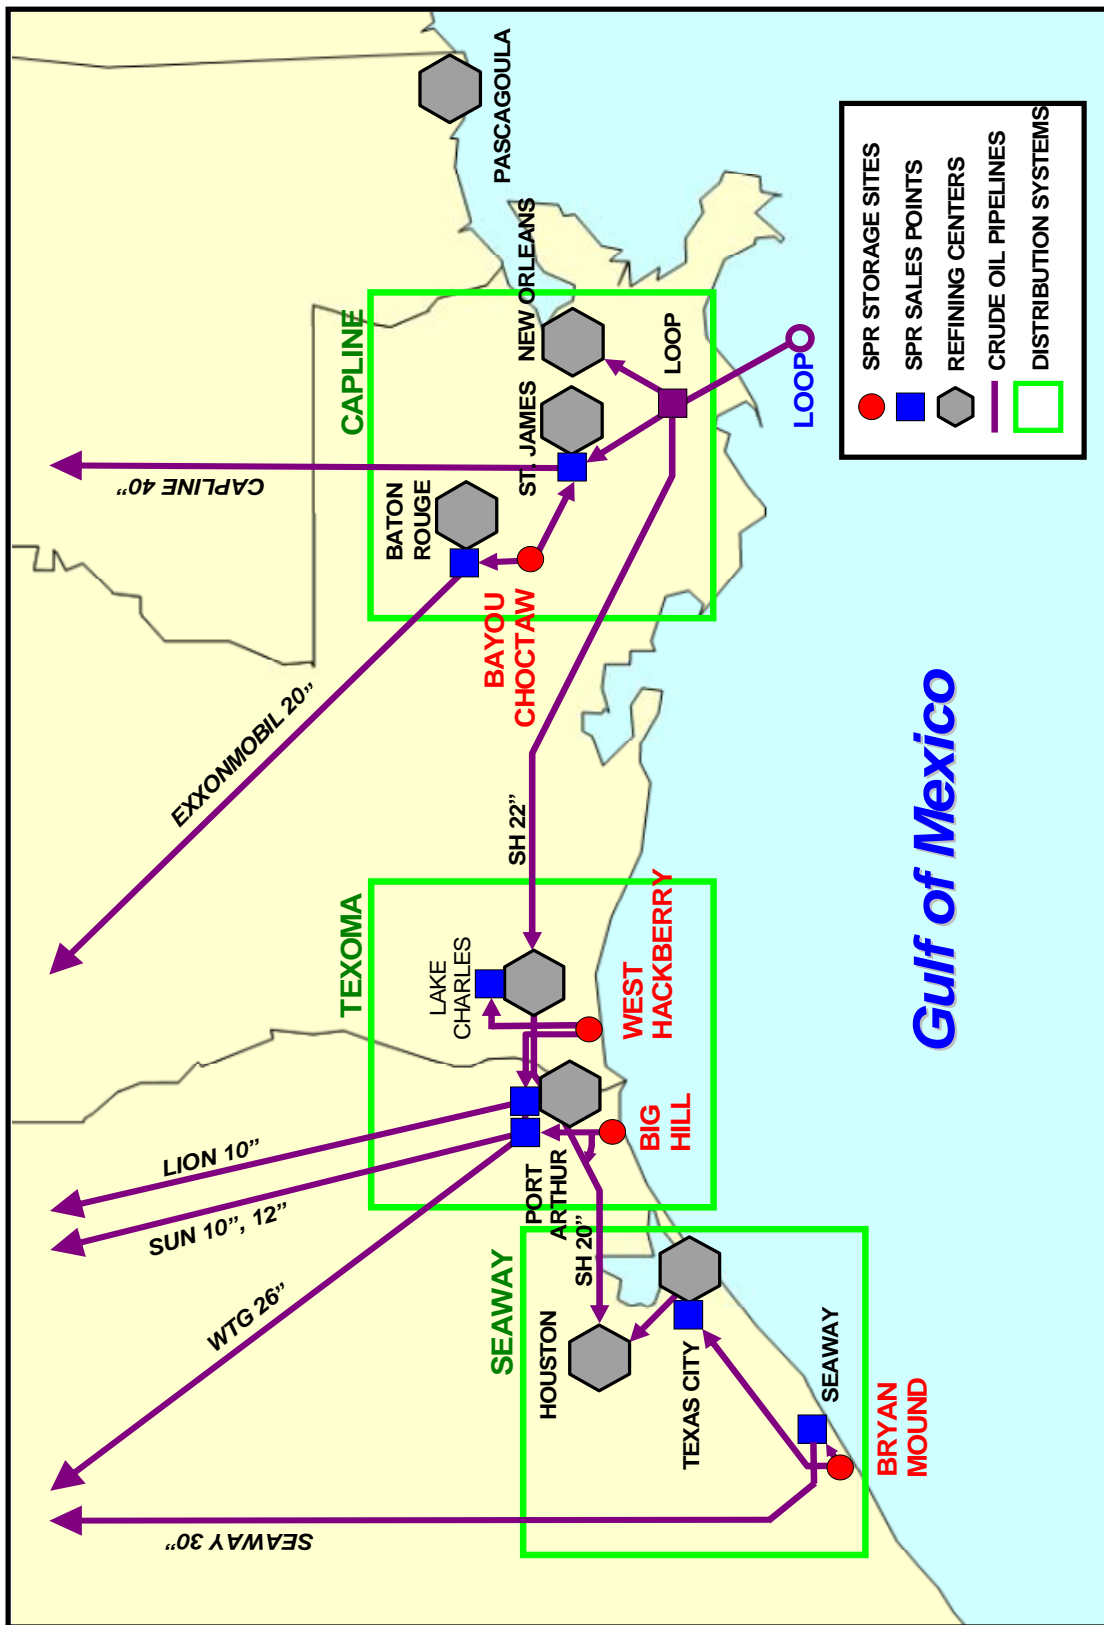 SEAWAY 30”
WTG 26”
SUN 10”, 12”
LION 10”
EXXONMOBIL 20”
CAPLINE 40”
SEAWAY
TEXOMA
CAPLINE
HOUSTON
TEXAS CITY
SEAWAY
BRYAN
MOUND
SH 20”
PORT
ARTHUR
BIG
HILL
LAKE
CHARLES
WEST
HACKBERRY
SH 22”
BATON
ROUGE
BAYOU
CHOCTAW
ST. JAMES
NEW ORLEANS
LOOP
LOOP
PASCAGOULA
Gulf of Mexico
SPR STORAGE SITES
SPR SALES POINTS
REFINING CENTERS
CRUDE OIL PIPELINES
DISTRIBUTION SYSTEMS